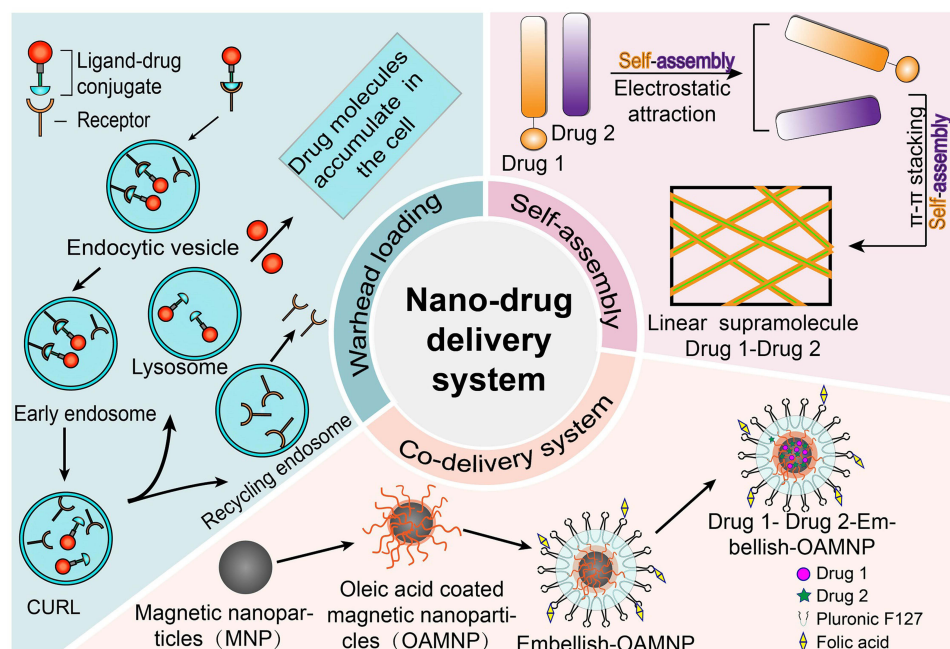 Ligand-drug
conjugate
Receptor
Endocytic vesicle
Lysosome
Early endosome
CURL
Recycling endosome
Drug molecules
accumulate in
the cell
Warhead loading
Self-assembly
Co-delivery system
Nano-drug
delivery
system
Drug 1
Drug 2
Self-assembly
Electrostatic
attraction
π-π stacking
Self-assembly
Linear supramolecule
Drug 1-Drug 2
Magnetic nanopar-
ticles（MNP）
Oleic acid coated
magnetic nanoparti-
cles（OAMNP）
Embellish-OAMNP
Drug 1- Drug 2-Em-
bellish-OAMNP
Drug 1
Drug 2
Pluronic F127
Folic acid